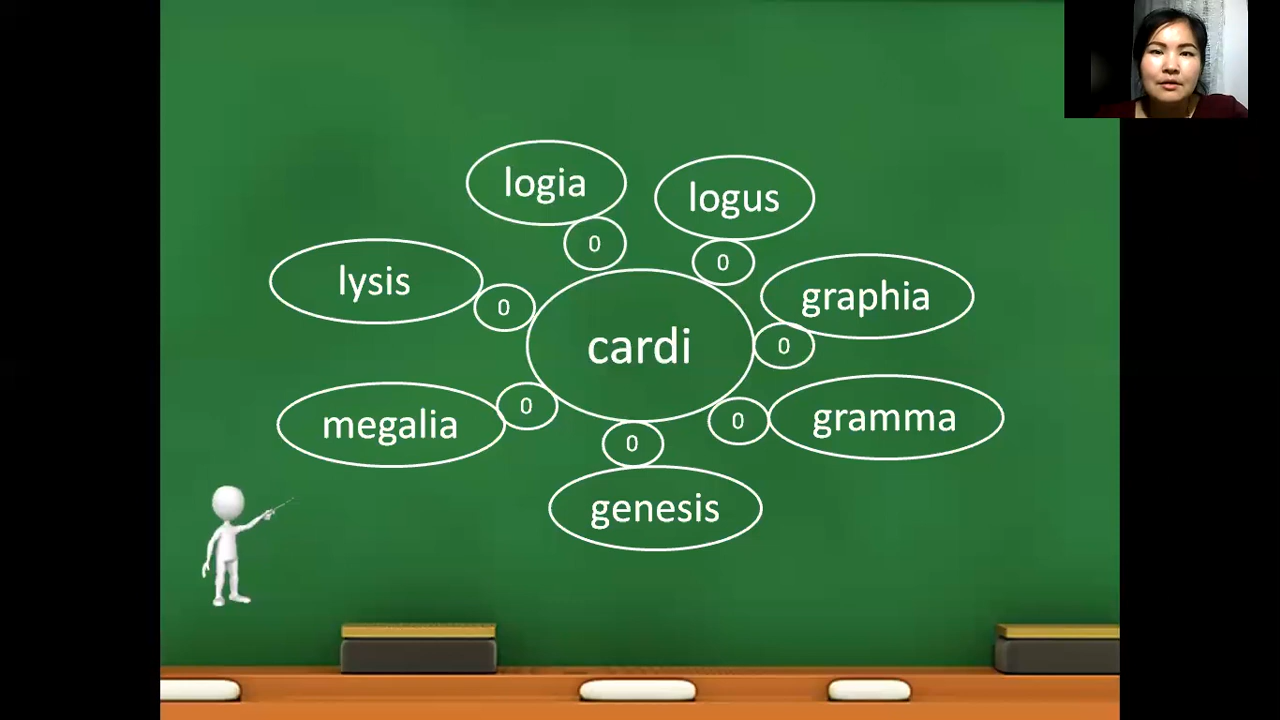 logia
logus
0
0
lysis
graphia
0
cardi
0
megalia
0
0
gramma
0
genesis